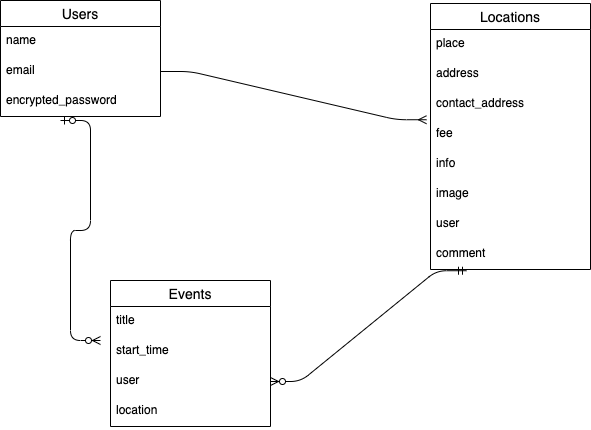 Users
name
email
encrypted_password
Locations
place
address
contact_address
fee
info
image
user
comment
Events
title
start_time
user
location